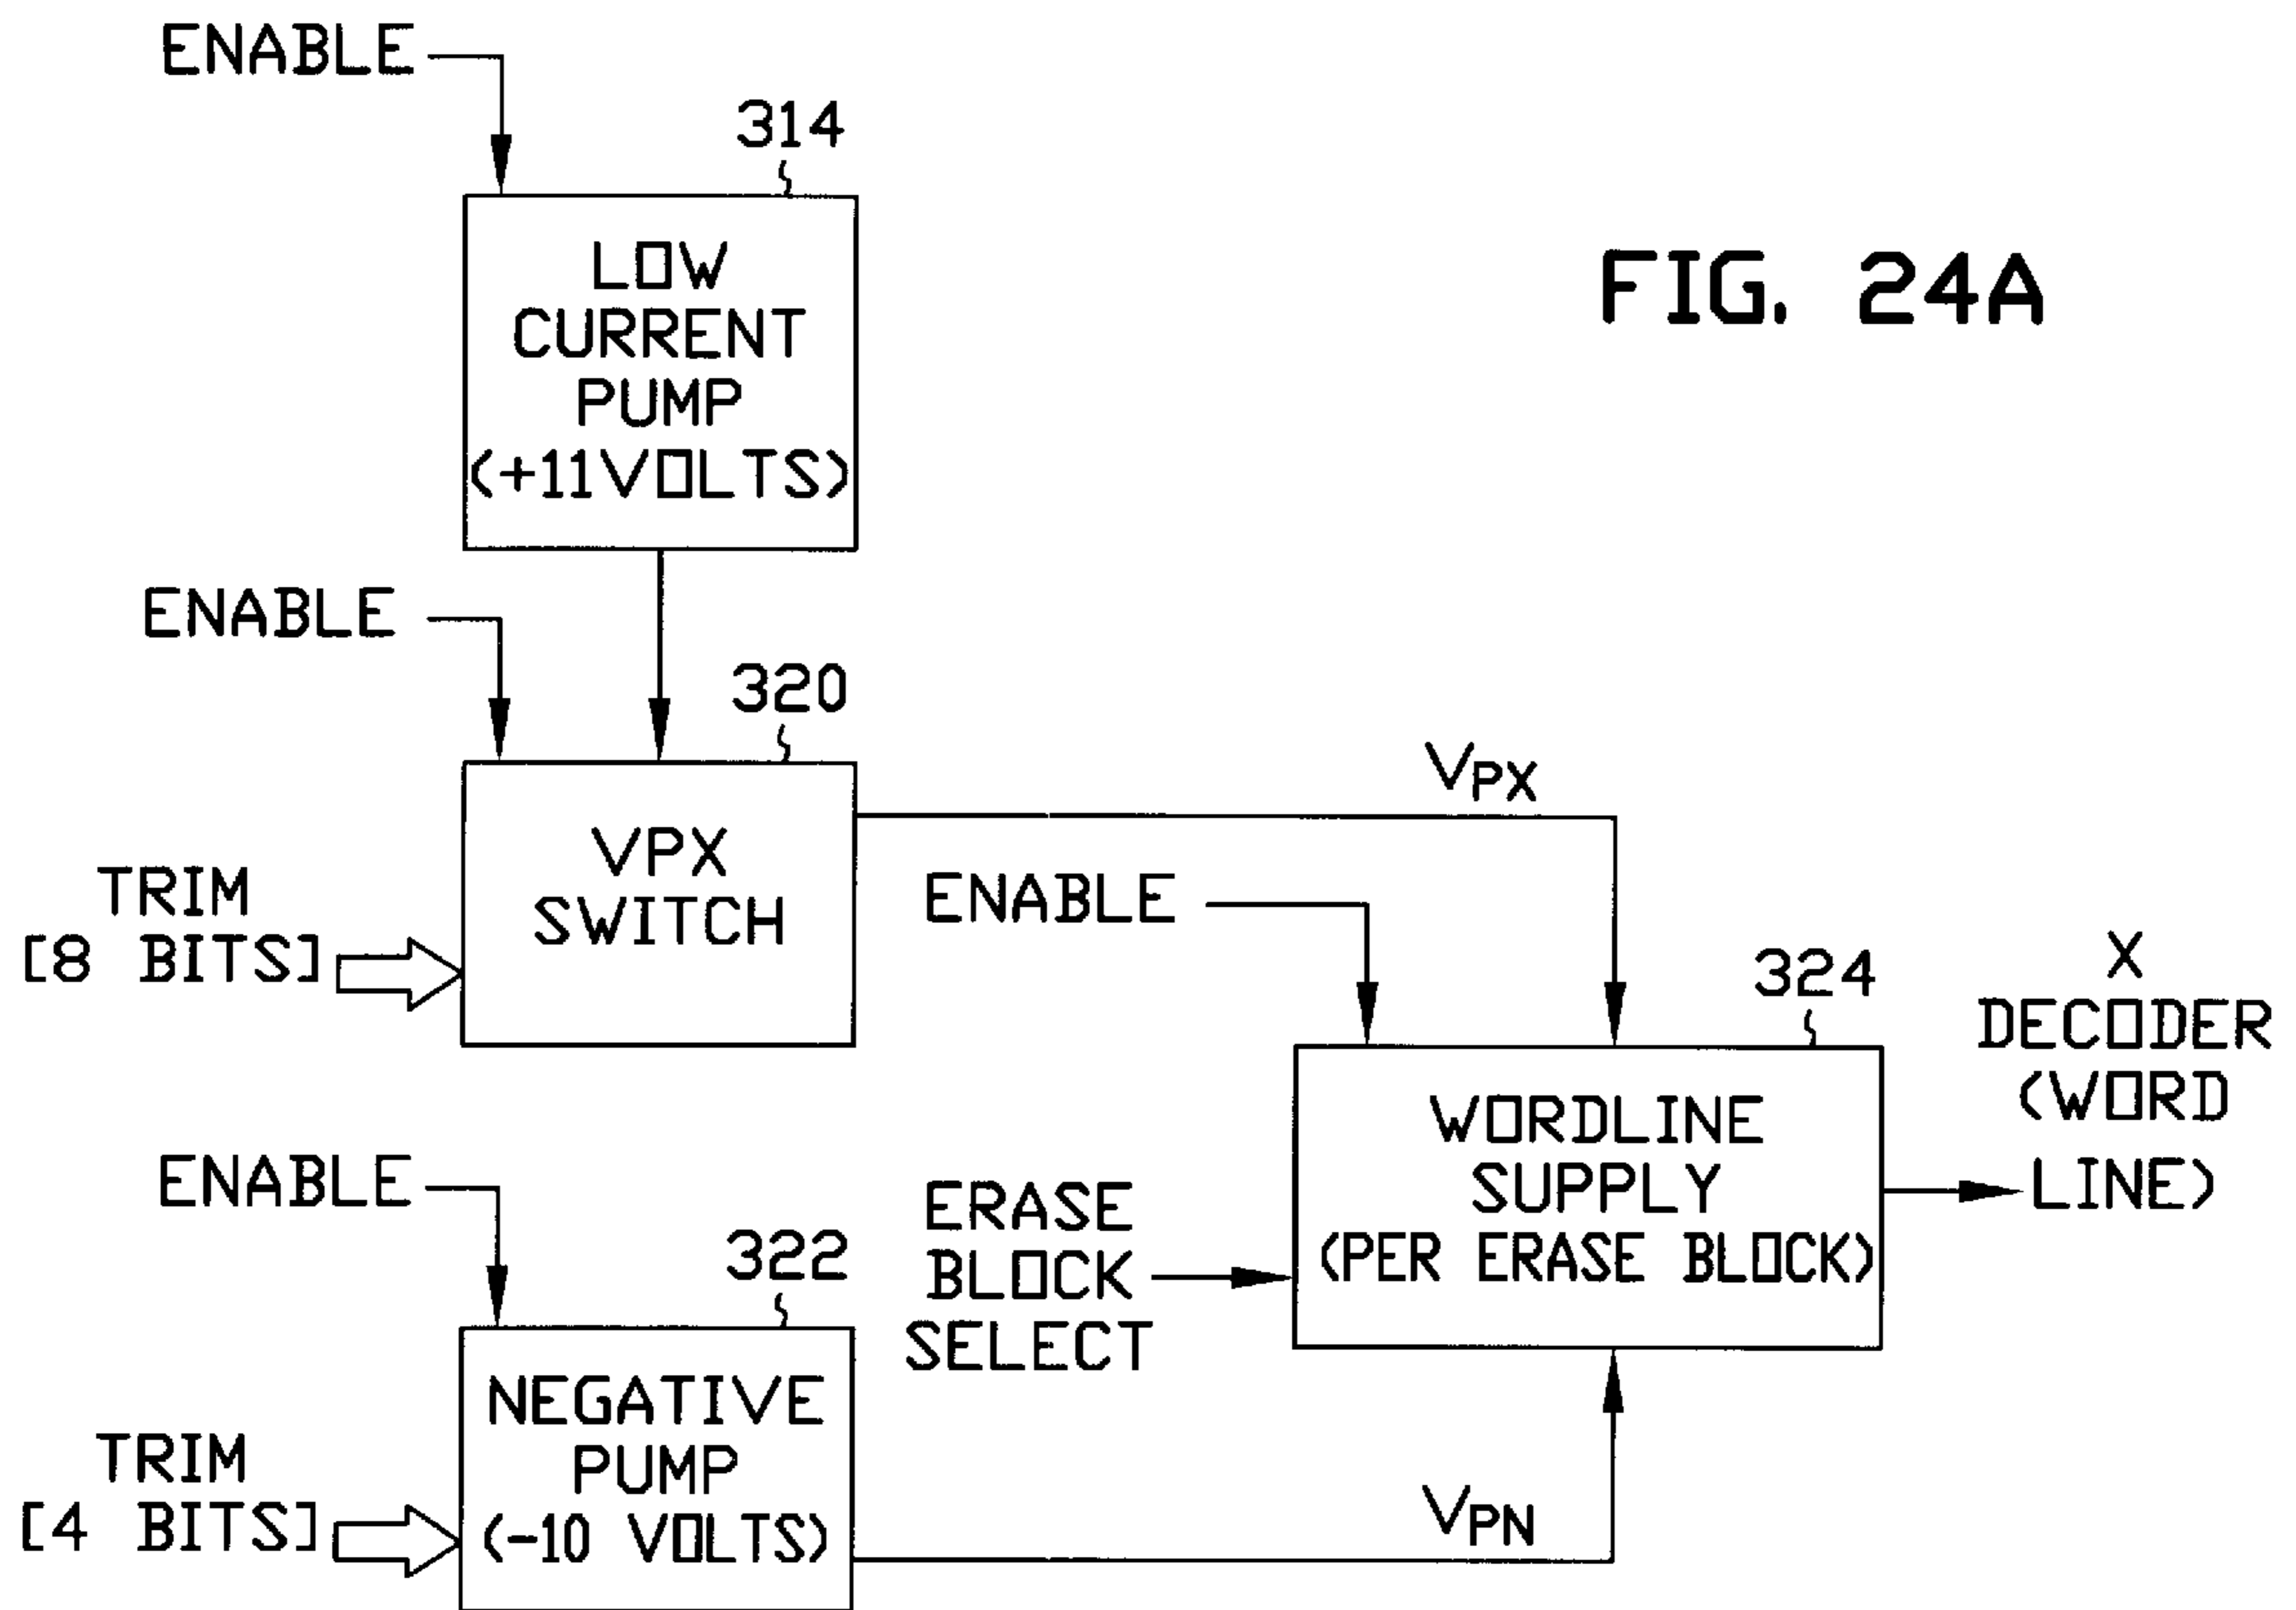 ENABLE
314
LOW
CURRENT
PUMP
(+11VOLTS)
FIG. 24A
ENABLE
320
VPX
SWITCH
TRIM
[8 BITS]
VPX
ENABLE
324
WORDLINE
SUPPLY
(PER ERASE BLOCK)
X
DECODER
(WORD
LINE)
ERASE
BLOCK
SELECT
ENABLE
322
NEGATIVE
PUMP
(-10 VOLTS)
TRIM
[4 BITS]
VPN